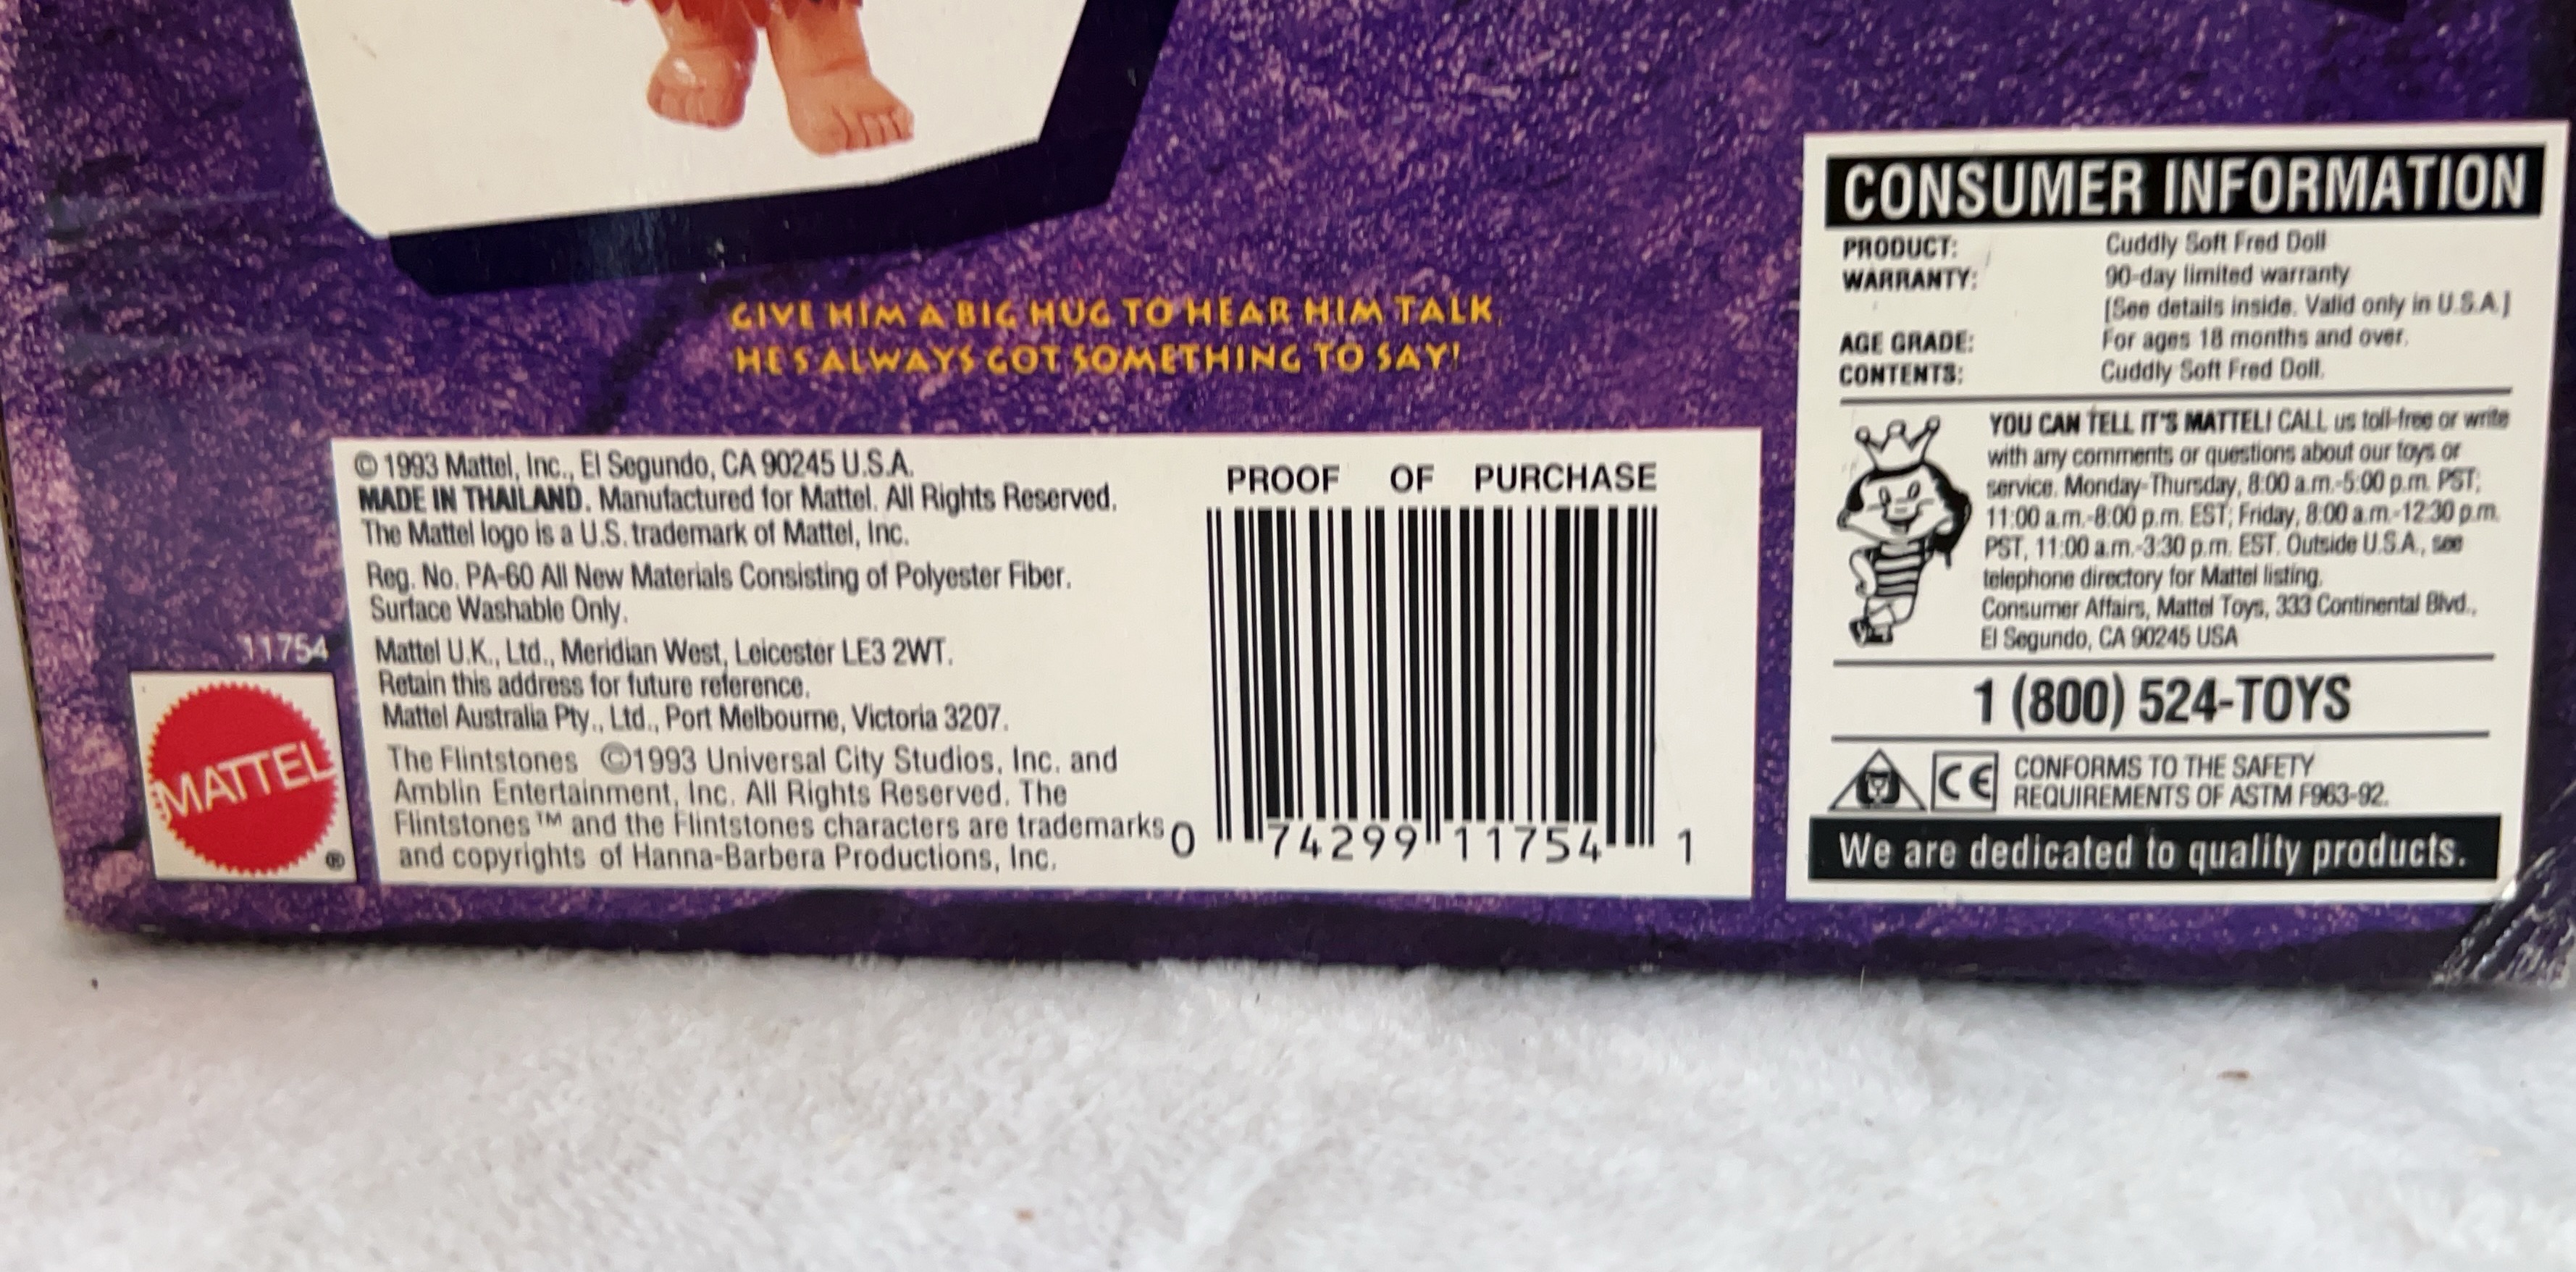 GIVE HIM A BIG HUG TO HEAR HIM TALK.
HE'S ALWAYS GOT SOMETHING TO SAY!
© 1993 Mattel, Inc., El Segundo, CA 90245 U.S.A.
MADE IN THAILAND. Manufactured for Mattel. All Rights Reserved.
The Mattel logo is a U.S. trademark of Mattel, Inc.
Reg. No. PA-60 All New Materials Consisting of Polyester Fiber.
Surface Washable Only.
Mattel U.K., Ltd., Meridian West, Leicester LE3 2WT.
Retain this address for future reference.
Mattel Australia Pty., Ltd., Port Melbourne, Victoria 3207.
The Flintstones ©1993 Universal City Studios, Inc. and
Amblin Entertainment, Inc. All Rights Reserved. The
Flintstones™ and the Flintstones characters are trademarks
and copyrights of Hanna-Barbera Productions, Inc.
11754
MATTEL
®
PROOF OF PURCHASE
0 74299 11754 1
CONSUMER INFORMATION
PRODUCT: Cuddly Soft Fred Doll
WARRANTY: 90-day limited warranty
[See details inside. Valid only in U.S.A.]
AGE GRADE: For ages 18 months and over.
CONTENTS: Cuddly Soft Fred Doll.
YOU CAN TELL IT'S MATTEL! CALL us toll-free or write
with any comments or questions about our toys or
service. Monday-Thursday, 8:00 a.m.-5:00 p.m. PST;
11:00 a.m.-8:00 p.m. EST; Friday, 8:00 a.m.-12:30 p.m.
PST, 11:00 a.m.-3:30 p.m. EST. Outside U.S.A., see
telephone directory for Mattel listing.
Consumer Affairs, Mattel Toys, 333 Continental Blvd.,
El Segundo, CA 90245 USA
1 (800) 524-TOYS
CE
CONFORMS TO THE SAFETY
REQUIREMENTS OF ASTM F963-92.
We are dedicated to quality products.